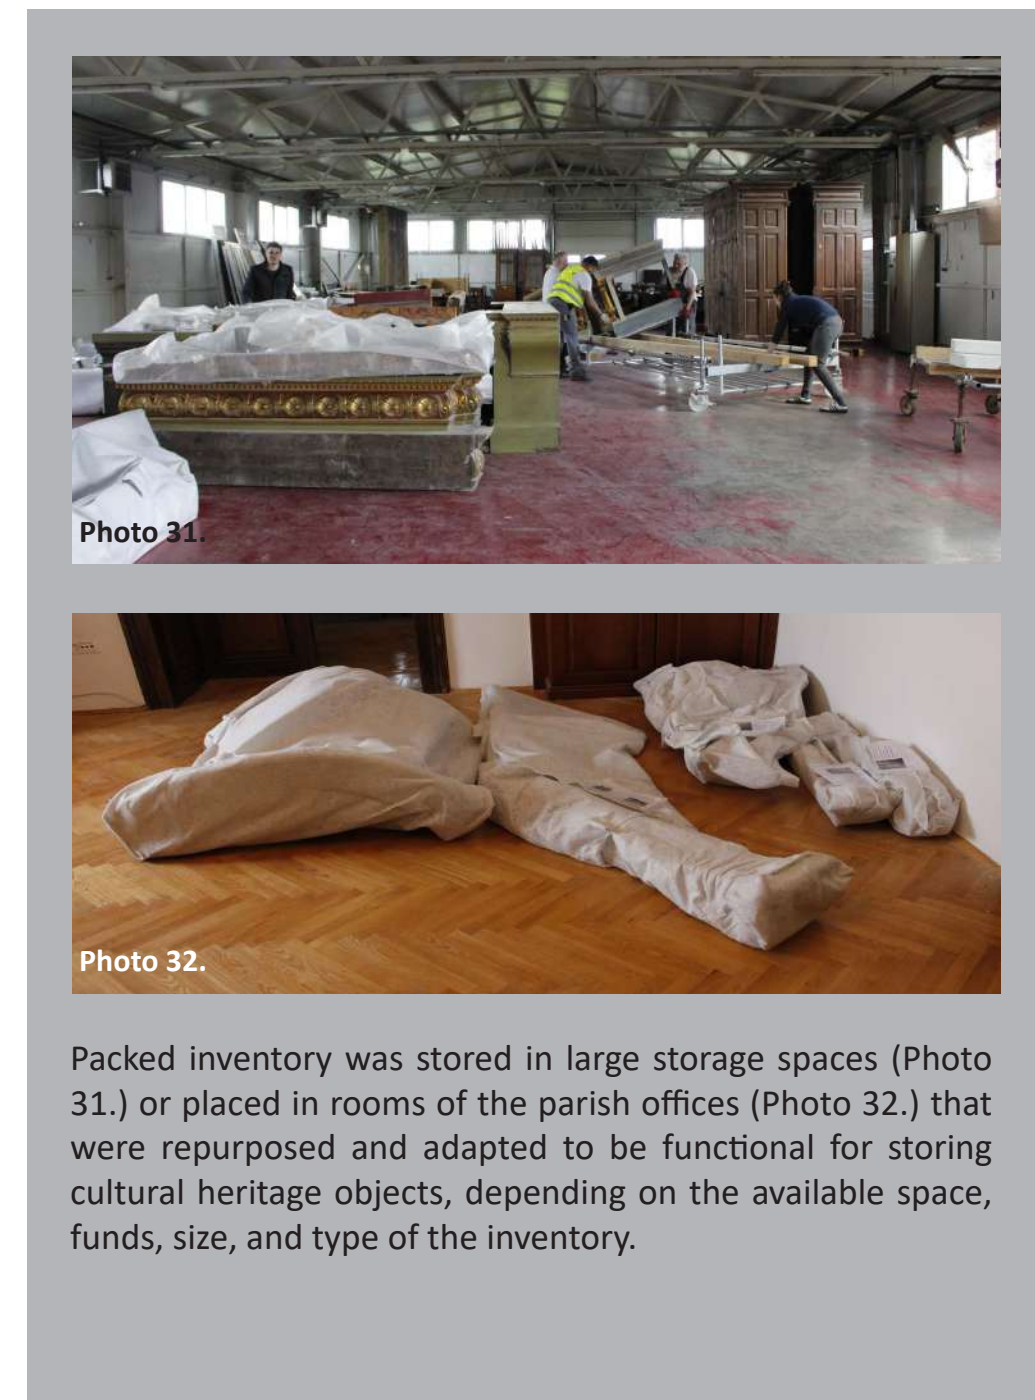 Photo 31.
Photo 32.
Packed inventory was stored in large storage spaces (Photo
31.) or placed in rooms of the parish offices (Photo 32.) that
were repurposed and adapted to be functional for storing
cultural heritage objects, depending on the available space,
funds, size, and type of the inventory.